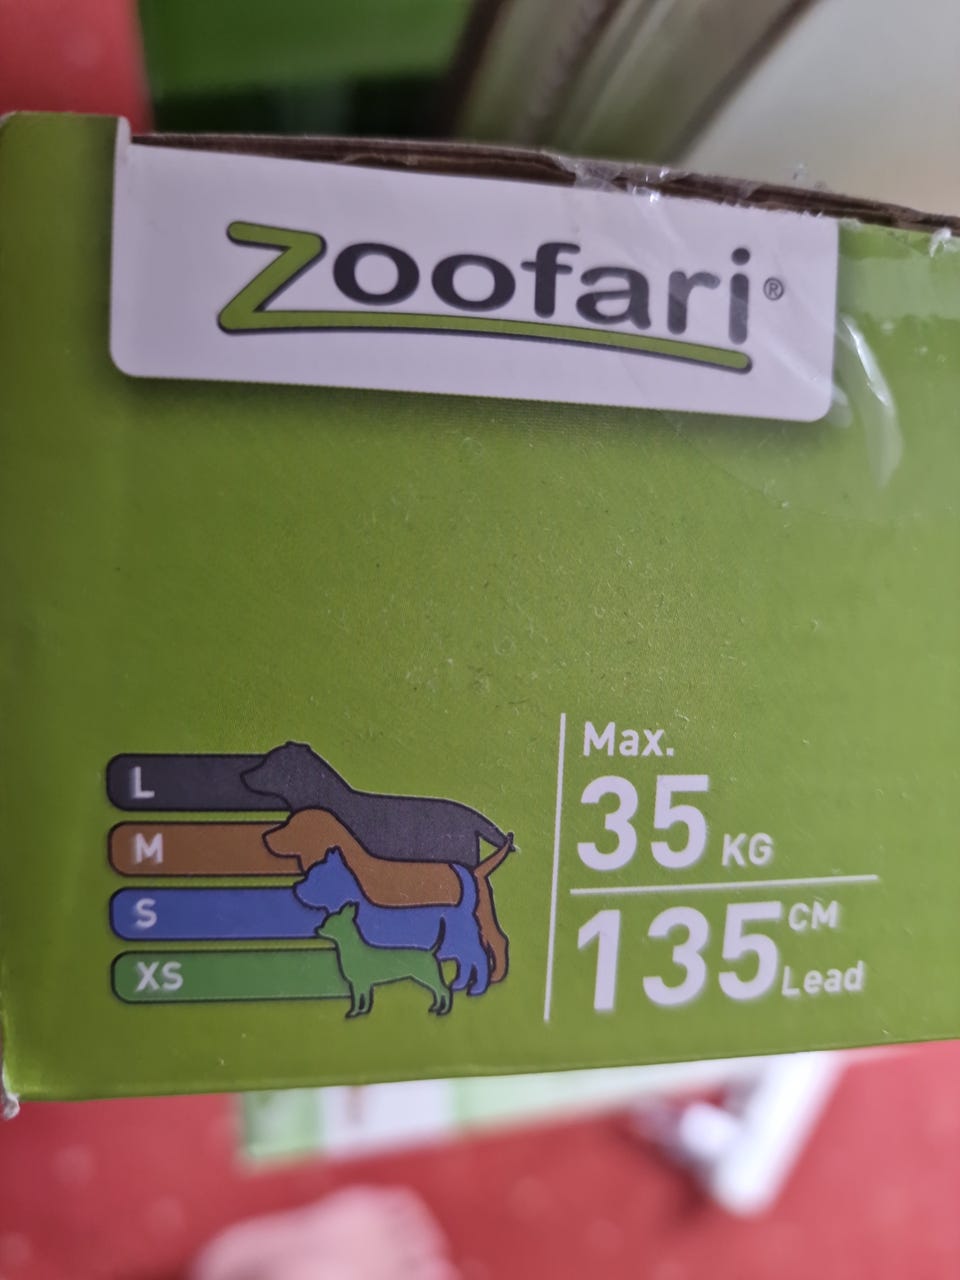 Zoofari®
L
M
S
XS
Max.
35 KG
135 CM
Lead